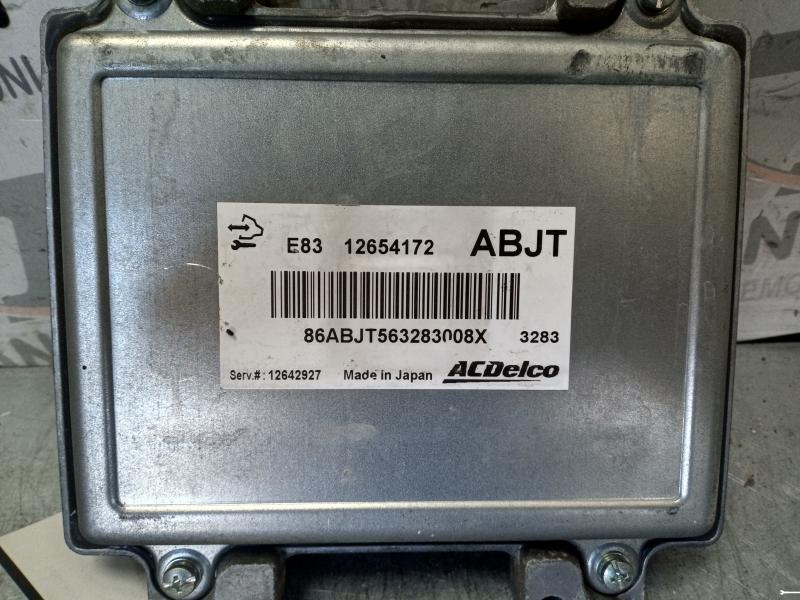 E83 12654172 ABJT
86ABJT563283008X 3283
Serv.#: 12642927 Made in Japan ACDelco